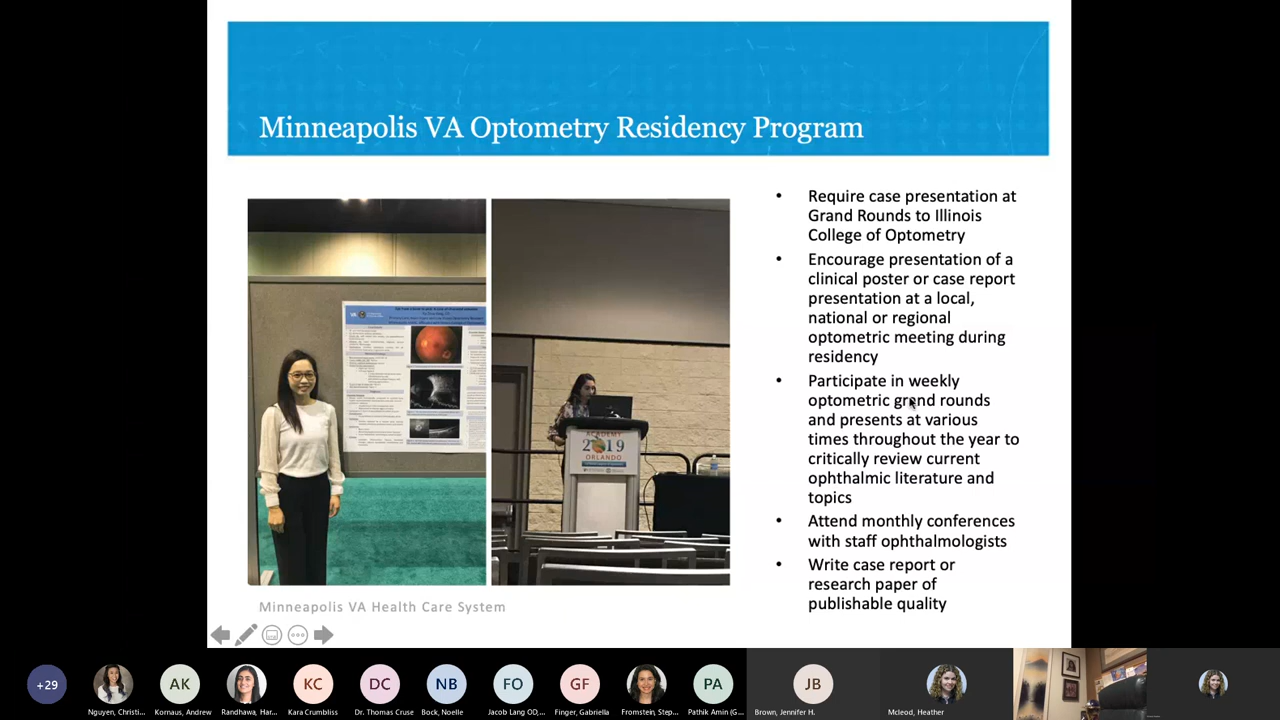 Minneapolis VA Optometry Residency Program
• Require case presentation at
Grand Rounds to Illinois
College of Optometry
• Encourage presentation of a
clinical poster or case report
presentation at a local,
national or regional
optometric meeting during
residency
• Participate in weekly
optometric grand rounds
and presents at various
times throughout the year to
critically review current
ophthalmic literature and
topics
• Attend monthly conferences
with staff ophthalmologists
• Write case report or
research paper of
publishable quality
ACADEMY
2019
ORLANDO
Minneapolis VA Health Care System
+29
AK
KC
DC
NB
FO
GF
PA
JB
Nguyen, Christi...
Kornaus, Andrew
Randhawa, Har...
Kara Crumbliss
Dr. Thomas Cruse
Bock, Noelle
Jacob Lang OD,...
Finger, Gabriella
Fromstein, Step...
Pathik Amin (G...
Brown, Jennifer H.
Mcleod, Heather